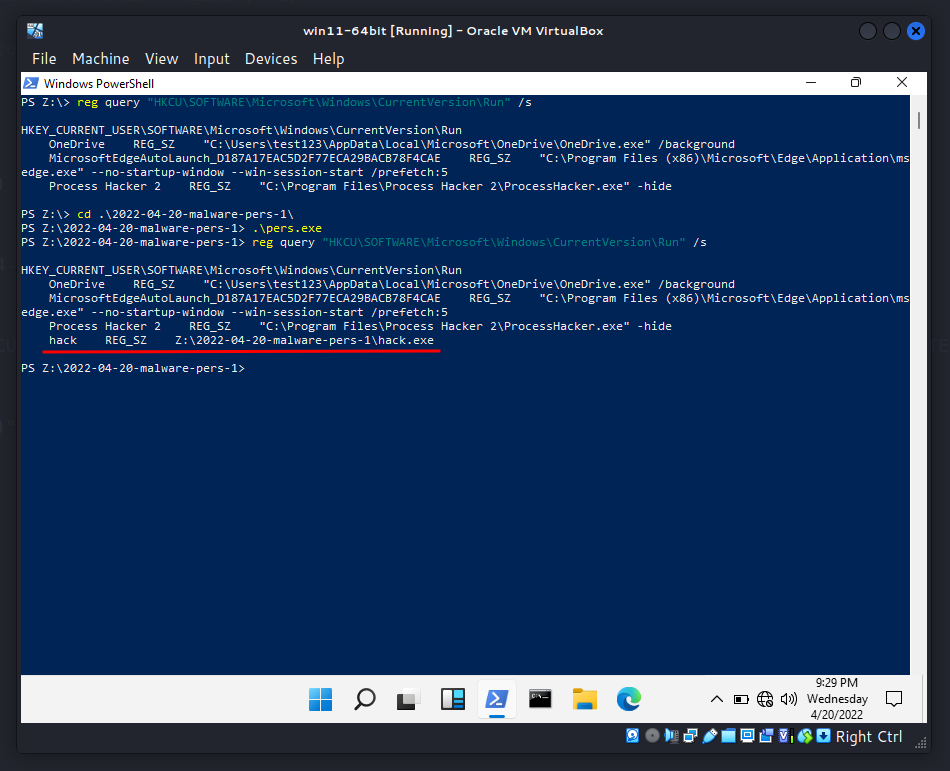 win11-64bit [Running] - Oracle VM VirtualBox
File Machine View Input Devices Help
Windows PowerShell
PS Z:\> reg query "HKCU\SOFTWARE\Microsoft\Windows\CurrentVersion\Run" /s
HKEY_CURRENT_USER\SOFTWARE\Microsoft\Windows\CurrentVersion\Run
OneDrive    REG_SZ    "C:\Users\test123\AppData\Local\Microsoft\OneDrive\OneDrive.exe" /background
MicrosoftEdgeAutoLaunch_D187A17EAC5D2F77ECA29BACB78F4CAE    REG_SZ    "C:\Program Files (x86)\Microsoft\Edge\Application\ms
edge.exe" --no-startup-window --win-session-start /prefetch:5
Process Hacker 2    REG_SZ    "C:\Program Files\Process Hacker 2\ProcessHacker.exe" -hide
PS Z:\> cd .\2022-04-20-malware-pers-1\
PS Z:\2022-04-20-malware-pers-1> .\pers.exe
PS Z:\2022-04-20-malware-pers-1> reg query "HKCU\SOFTWARE\Microsoft\Windows\CurrentVersion\Run" /s
HKEY_CURRENT_USER\SOFTWARE\Microsoft\Windows\CurrentVersion\Run
OneDrive    REG_SZ    "C:\Users\test123\AppData\Local\Microsoft\OneDrive\OneDrive.exe" /background
MicrosoftEdgeAutoLaunch_D187A17EAC5D2F77ECA29BACB78F4CAE    REG_SZ    "C:\Program Files (x86)\Microsoft\Edge\Application\ms
edge.exe" --no-startup-window --win-session-start /prefetch:5
Process Hacker 2    REG_SZ    "C:\Program Files\Process Hacker 2\ProcessHacker.exe" -hide
hack    REG_SZ    Z:\2022-04-20-malware-pers-1\hack.exe
PS Z:\2022-04-20-malware-pers-1>
9:29 PM
Wednesday
4/20/2022
Right Ctrl